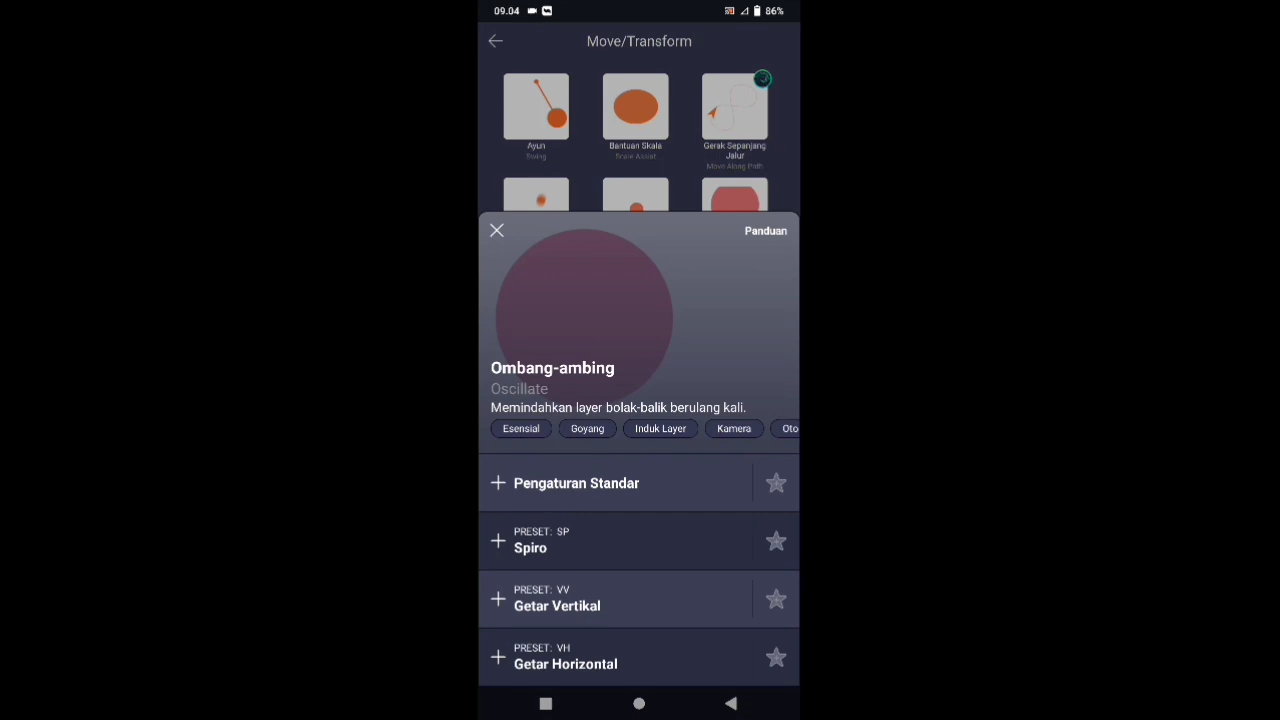 09.04
86%
Move/Transform
Ayun
Swing
Bantuan Skala
Scale Assist
Gerak Sepanjang
Jalur
Move Along Path
Panduan
Ombang-ambing
Oscillate
Memindahkan layer bolak-balik berulang kali.
Esensial
Goyang
Induk Layer
Kamera
Oto
Pengaturan Standar
PRESET: SP
Spiro
PRESET: VV
Getar Vertikal
PRESET: VH
Getar Horizontal